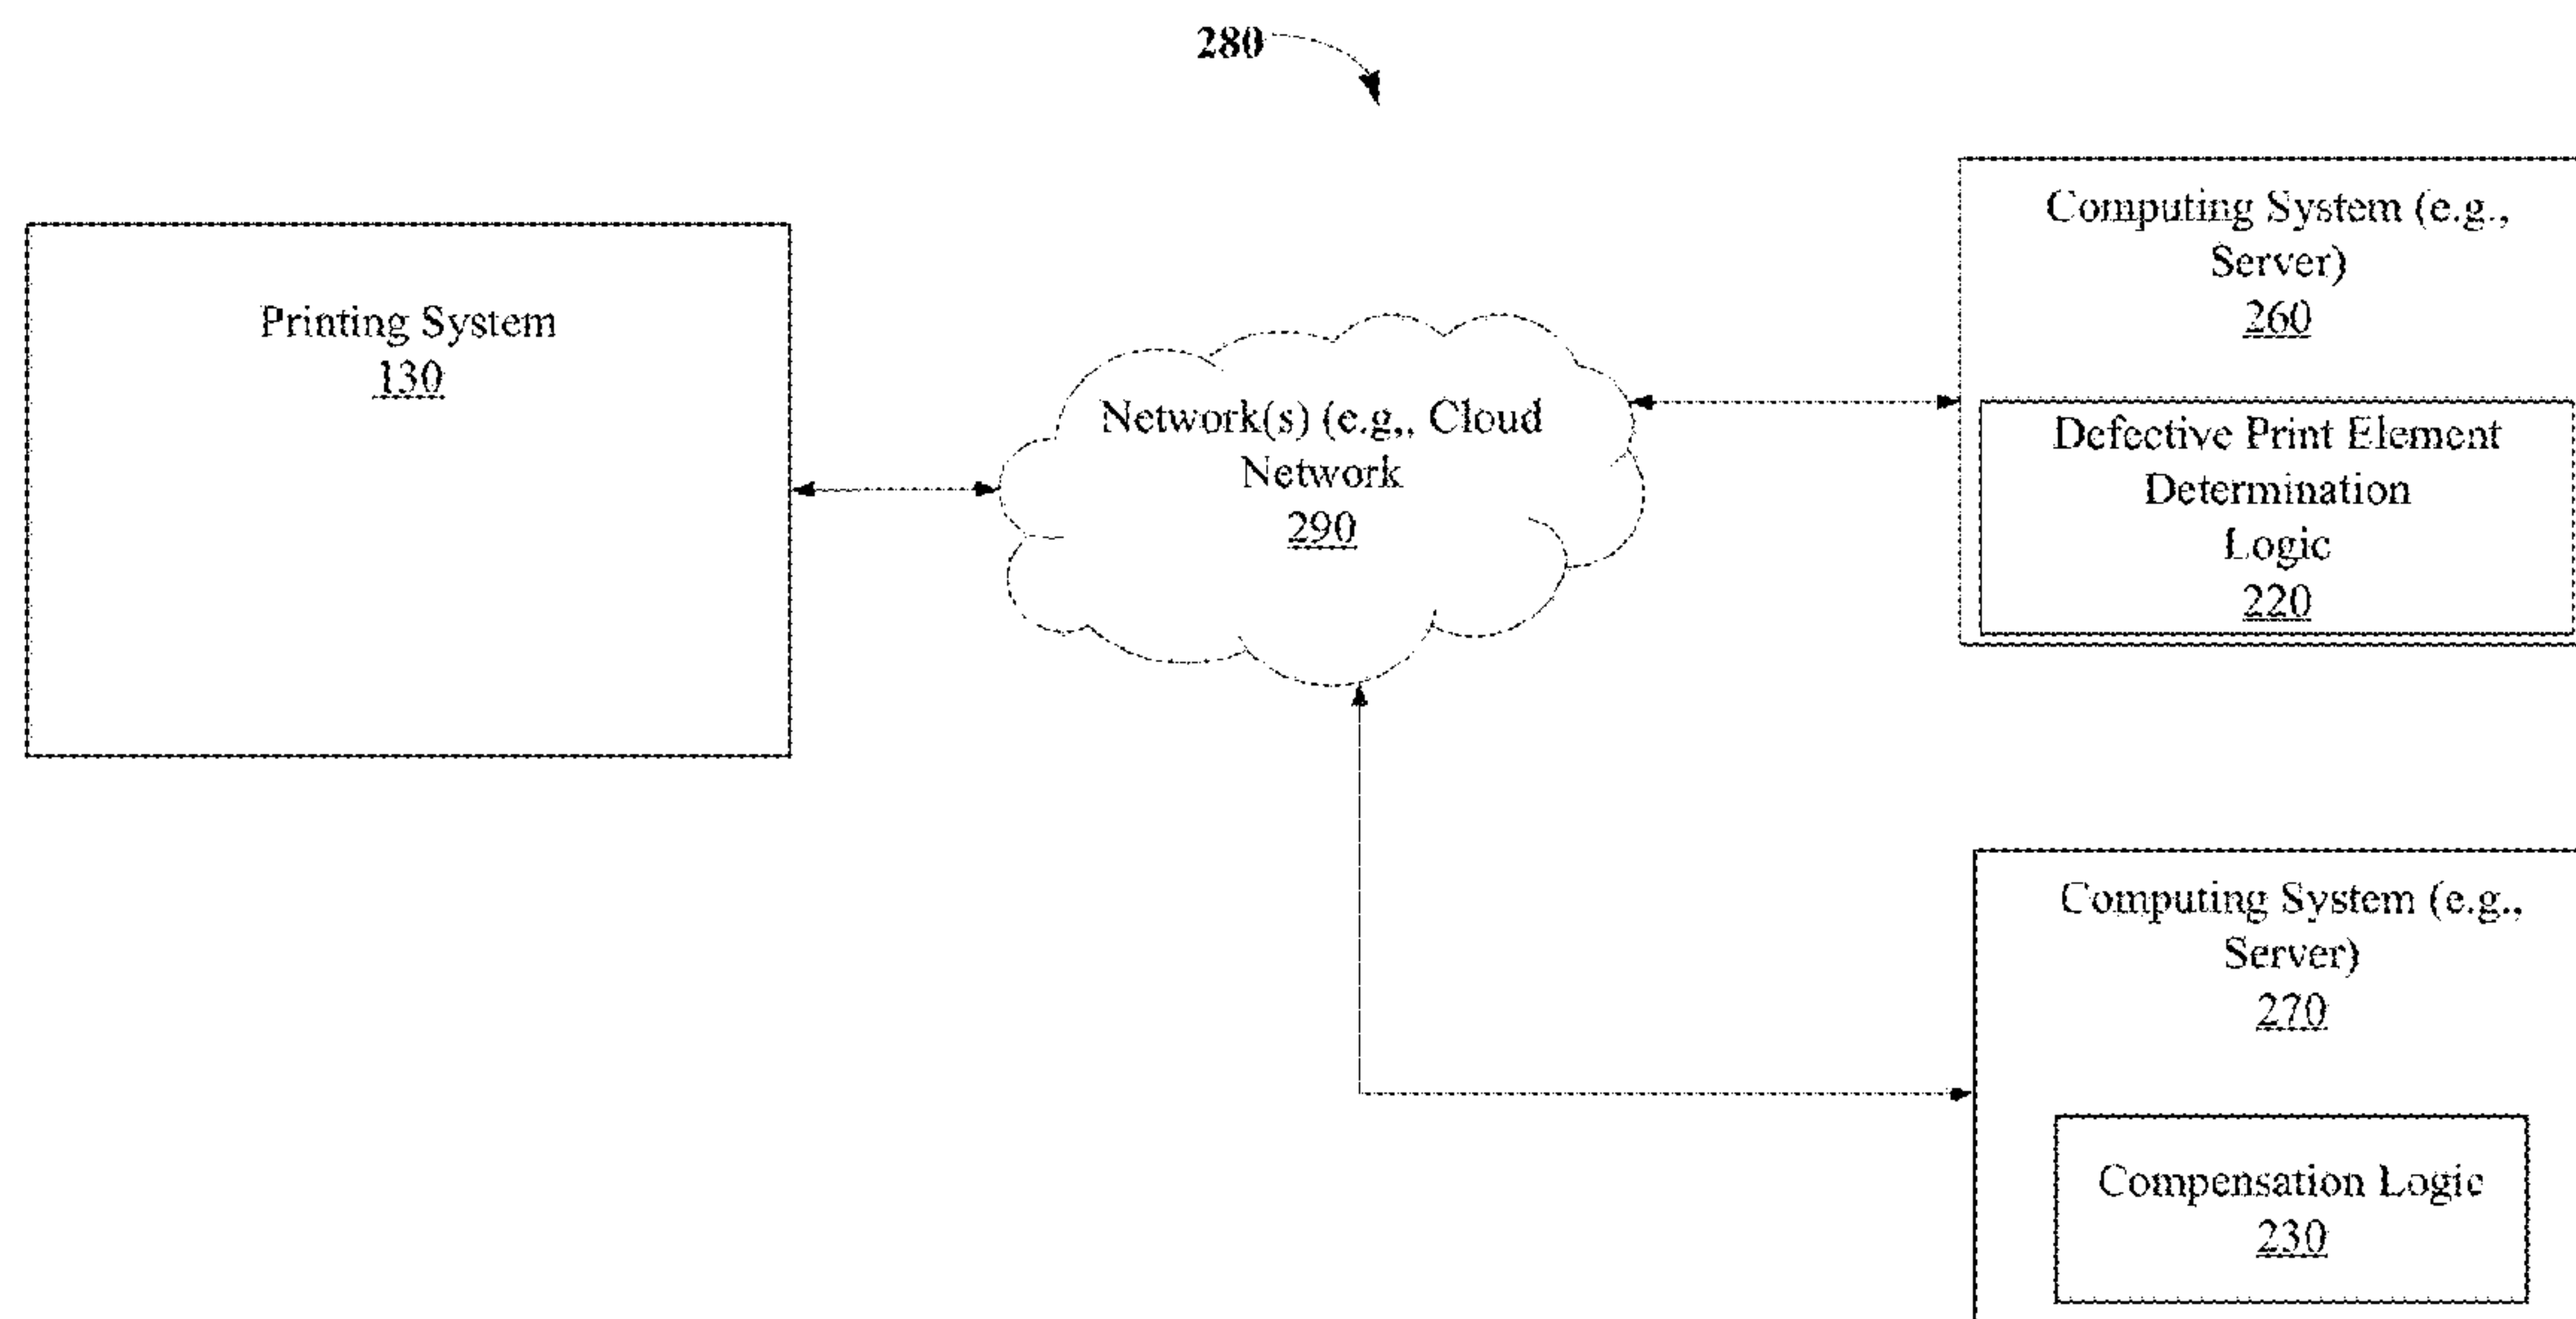 280
Printing System
130
Network(s) (e.g,, Cloud
Network
290
Computing System (e.g.,
Server)
260
Defective Print Element
Determination
Logic
220
Computing System (e.g.,
Server)
270
Compensation Logic
230